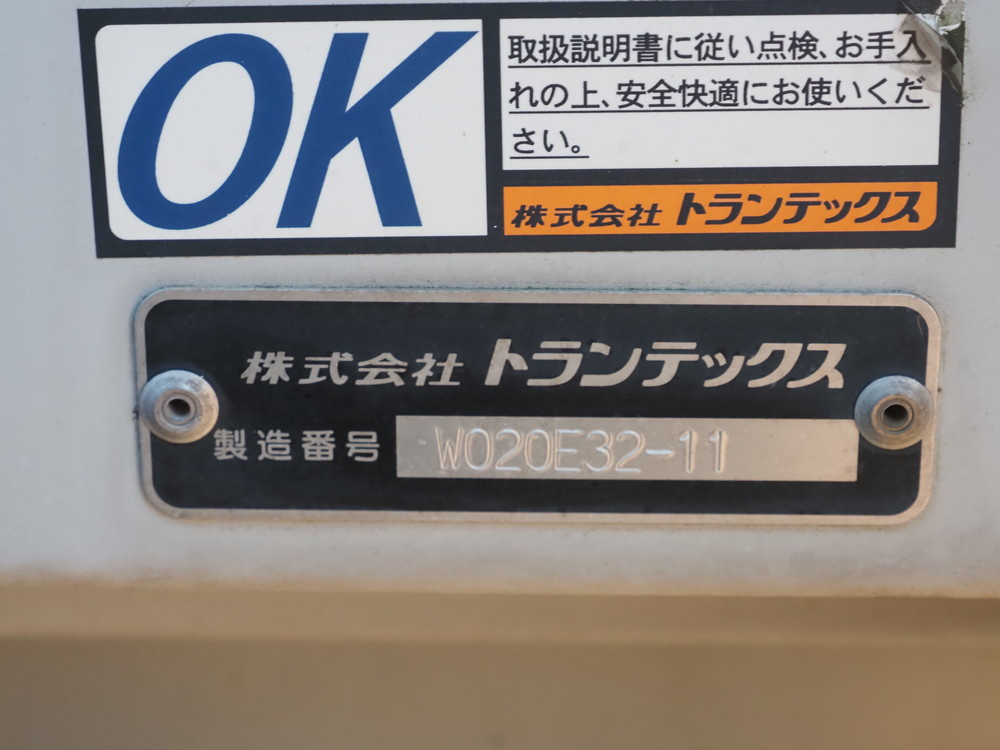 OK
取扱説明書に従い点検、お手入
れの上、安全快適にお使いくだ
さい。
株式会社 トランテックス
株式会社 トランテックス
製造番号 W020E32-11